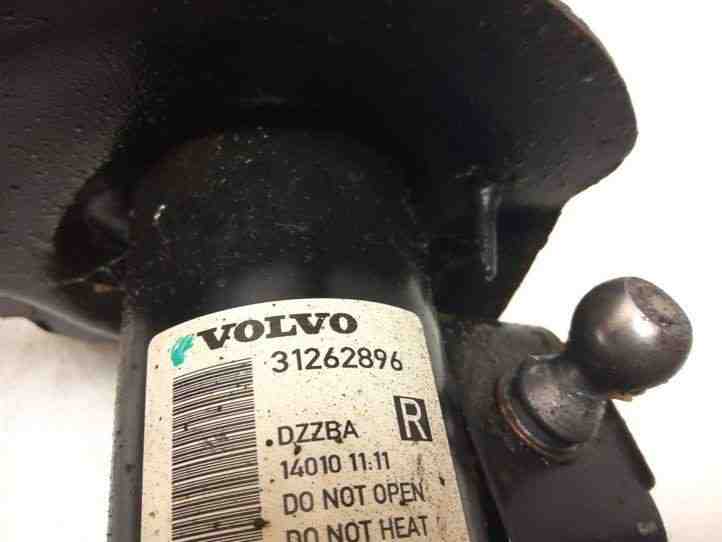 VOLVO
31262896
DZZBA R
14010 11:11
DO NOT OPEN
DO NOT HEAT